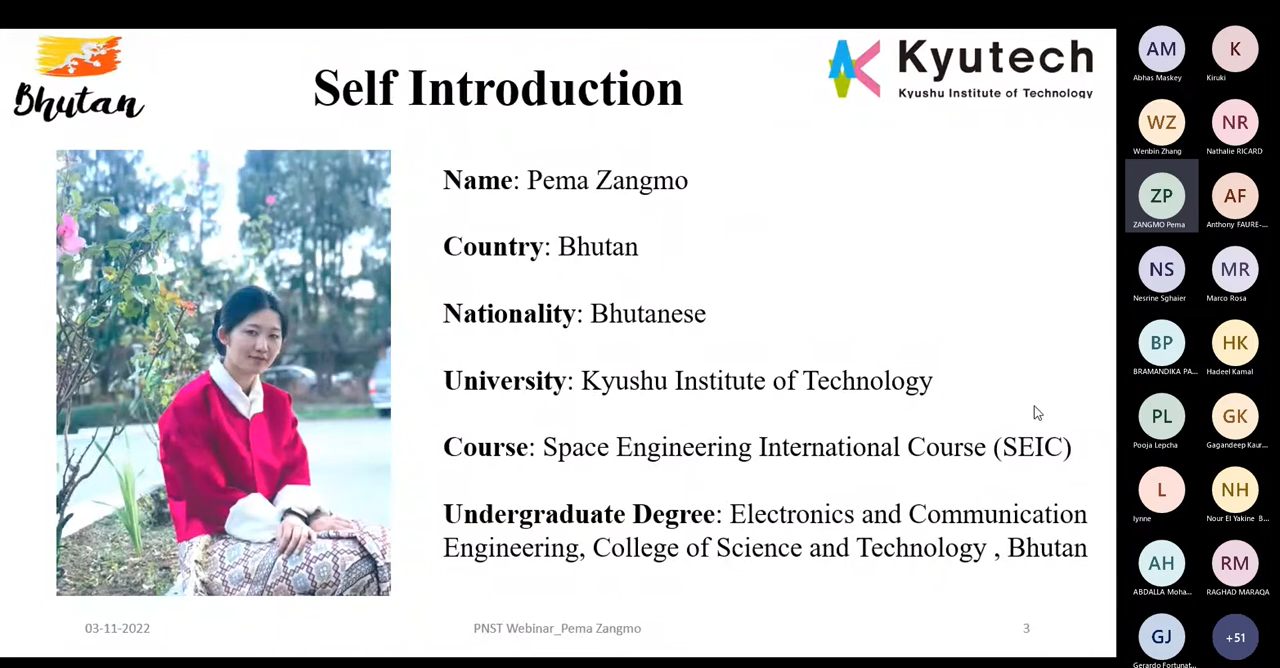 Bhutan
Self Introduction
Kyutech
Kyushu Institute of Technology
Name: Pema Zangmo
Country: Bhutan
Nationality: Bhutanese
University: Kyushu Institute of Technology
Course: Space Engineering International Course (SEIC)
Undergraduate Degree: Electronics and Communication
Engineering, College of Science and Technology , Bhutan
03-11-2022
PNST Webinar_Pema Zangmo
3
AM
Abhas Maskey
K
Kiruki
WZ
Wenbin Zhang
NR
Nathalie RICARD
ZP
ZANGMO Pema
AF
Anthony FAURE-...
NS
Nesrine Sghaier
MR
Marco Rosa
BP
BRAMANDIKA PA...
HK
Hadeel Kamal
PL
Pooja Lepcha
GK
Gagandeep Kaur...
L
lynne
NH
Nour El Yakine B...
AH
ABDALLA Moha...
RM
RAGHAD MARAQA
GJ
Gerardo Fortunat...
+51